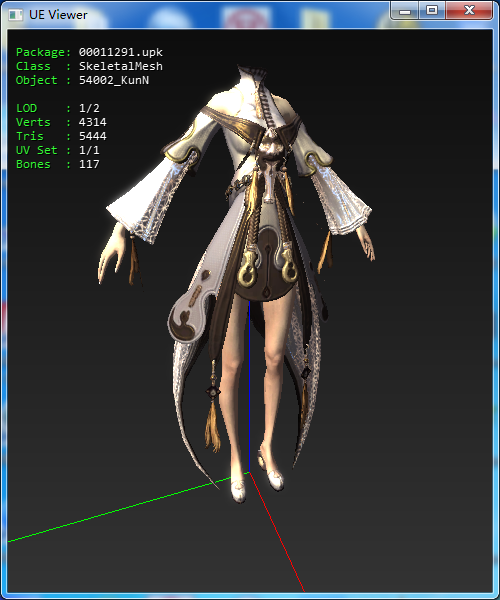 UE Viewer
Package: 00011291.upk
Class : SkeletalMesh
Object : 54002_KunN
LOD : 1/2
Verts : 4314
Tris : 5444
UV Set : 1/1
Bones : 117